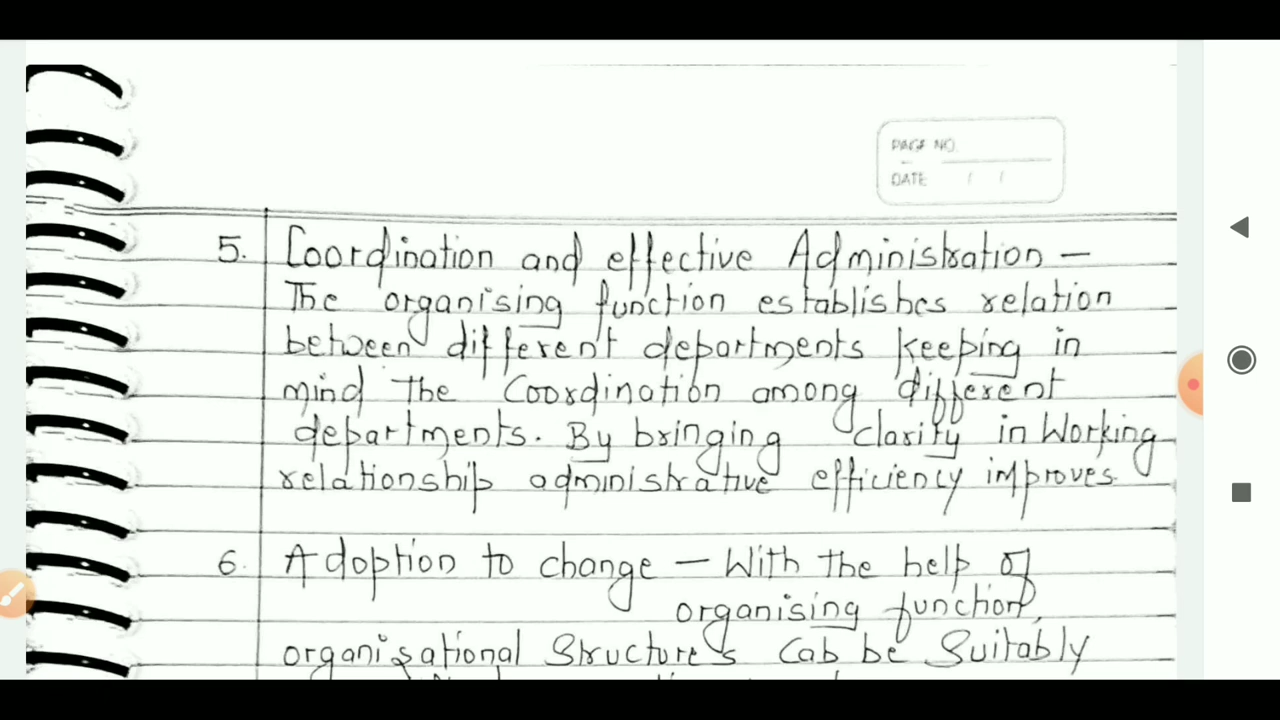 PAGE NO.
DATE / /
5. Coordination and effective Administration -
The organising function establishes relation
between different departments keeping in
mind the Coordination among different
departments. By bringing clarity in working
relationship administrative efficiency improves.
6. Adoption to change - With the help of
organising function,
organisational Structures Cab be Suitably